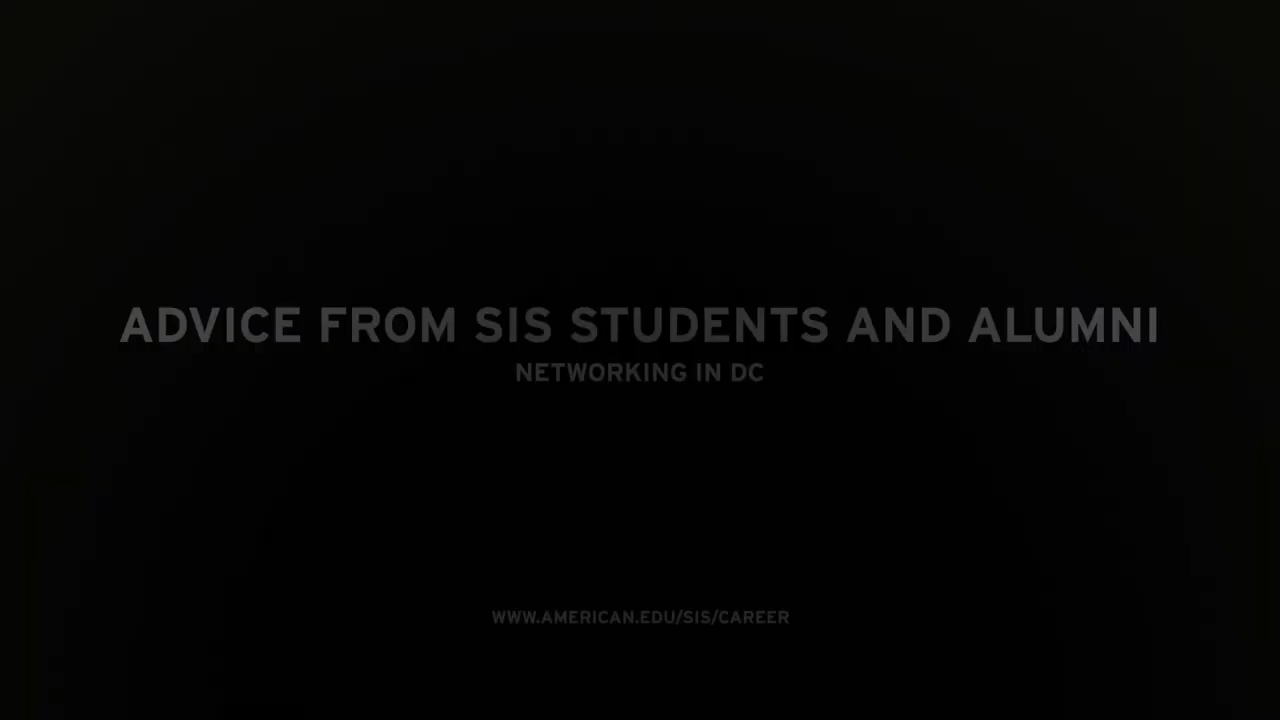 ADVICE FROM SIS STUDENTS AND ALUMNI
NETWORKING IN DC
WWW.AMERICAN.EDU/SIS/CAREER